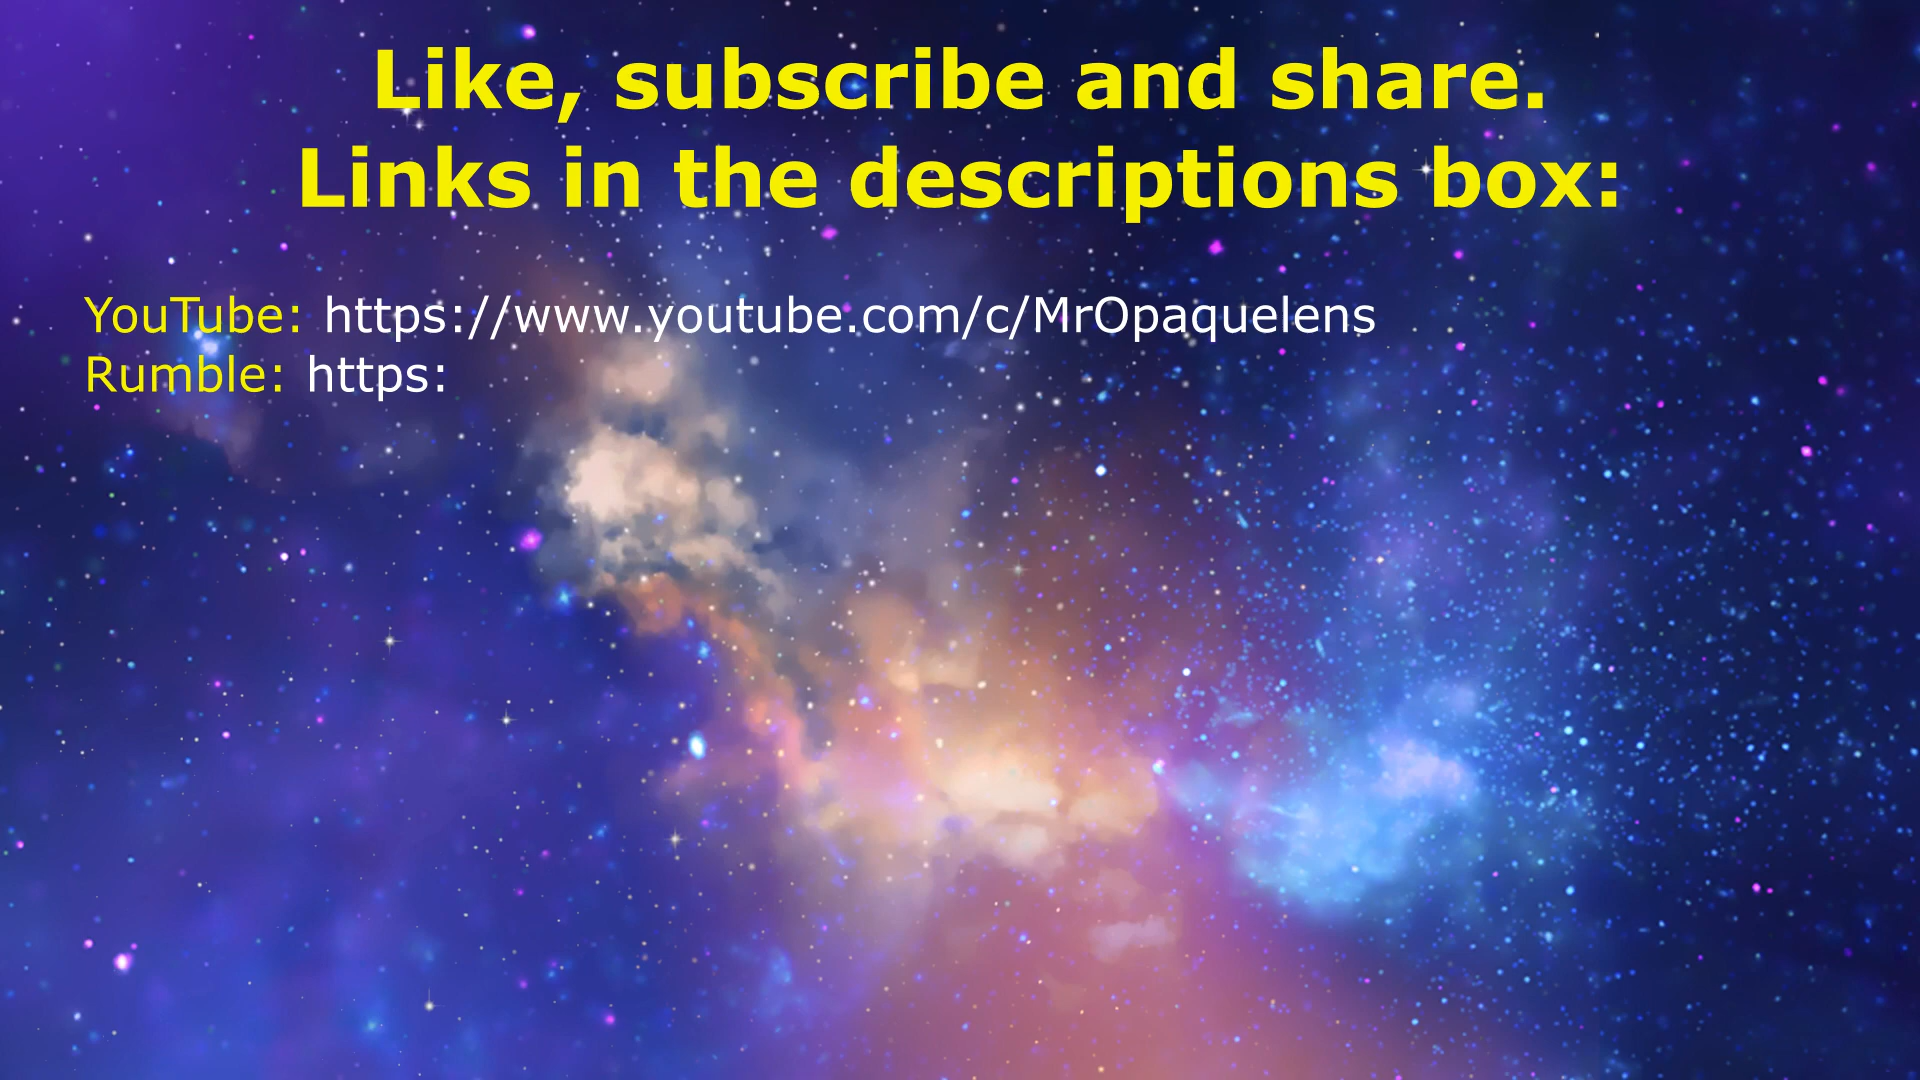 Like, subscribe and share.
Links in the descriptions box:
YouTube: https://www.youtube.com/c/MrOpaquelens
Rumble: https: